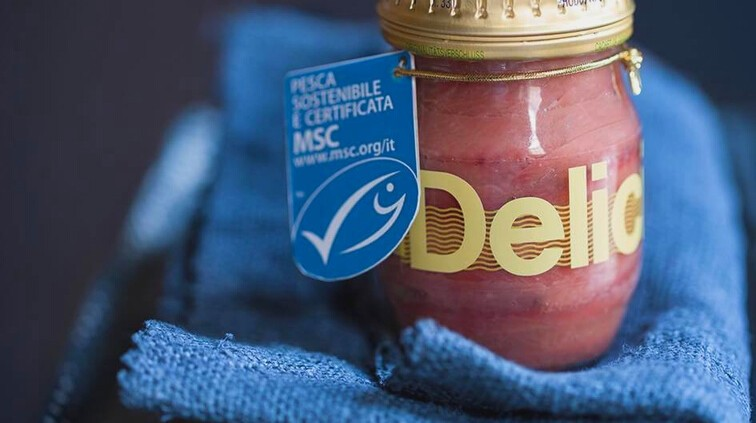 PESCA
SOSTENIBILE
E CERTIFICATA
MSC
www.msc.org/it
Delic